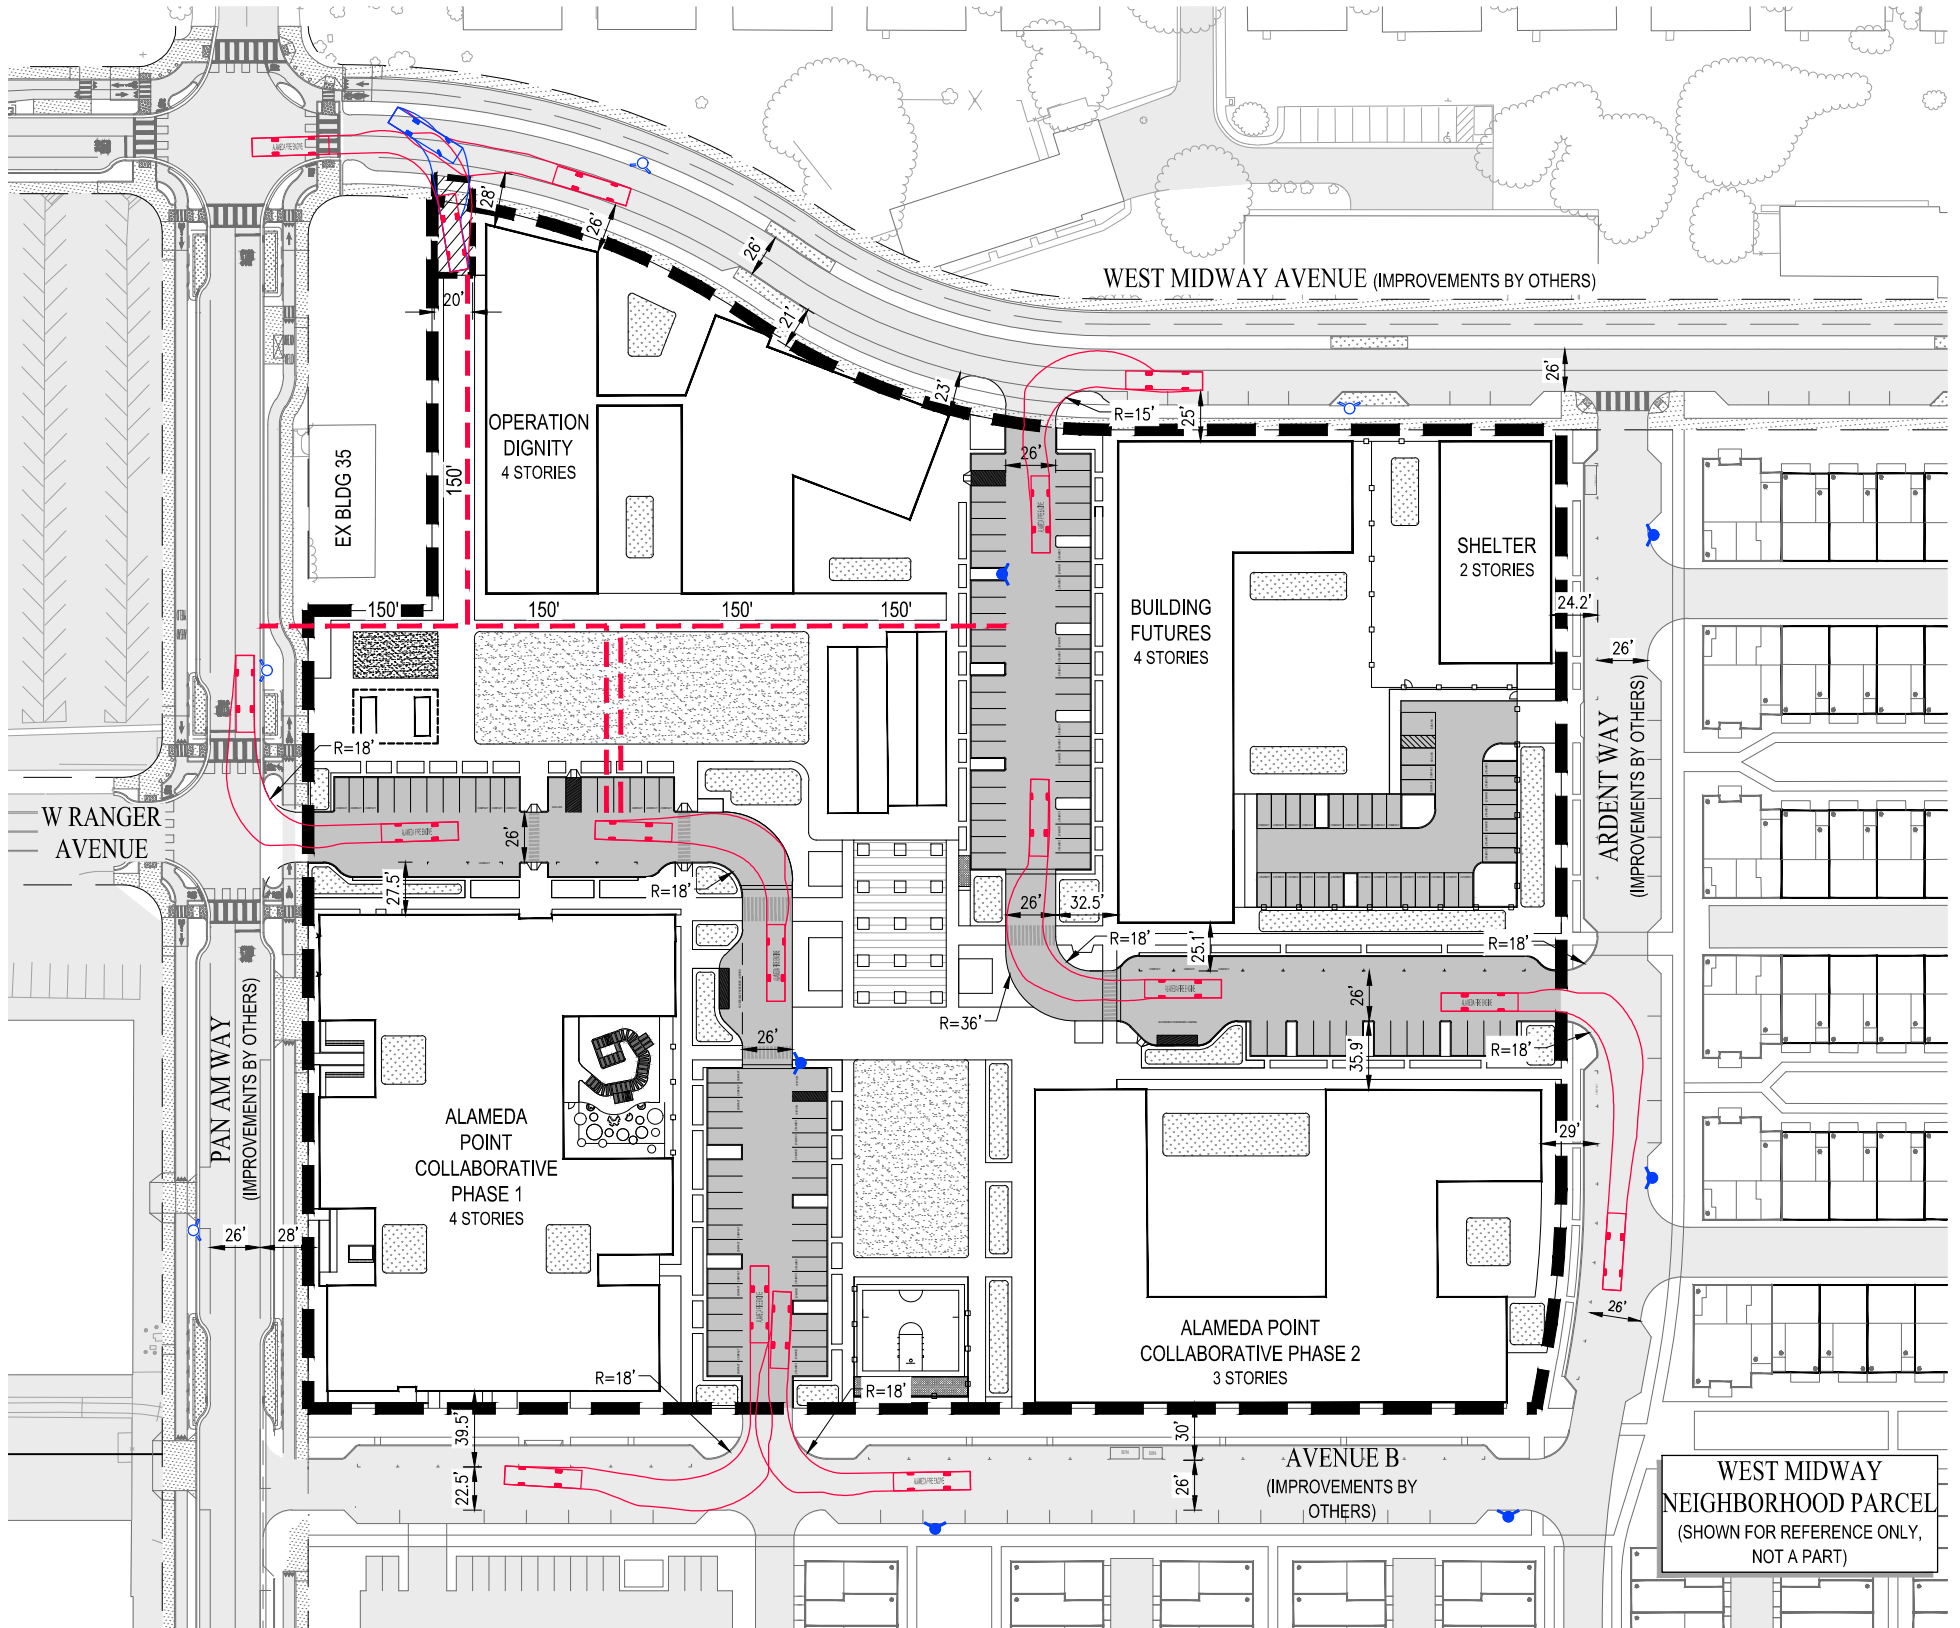 28'
26'
26'
WEST MIDWAY AVENUE (IMPROVEMENTS BY OTHERS)
20'
21'
26'
23'
R=15'
25'
OPERATION
DIGNITY
4 STORIES
EX BLDG 35
150'
26'
SHELTER
2 STORIES
BUILDING
FUTURES
4 STORIES
24.2'
150'
150'
150'
150'
26'
R=18'
ARDENT WAY
(IMPROVEMENTS BY OTHERS)
W RANGER
AVENUE
26'
27.5'
R=18'
26'
32.5'
R=18'
25.1'
R=18'
26'
R=36'
26'
35.9'
R=18'
PAN AM WAY
(IMPROVEMENTS BY OTHERS)
ALAMEDA
POINT
COLLABORATIVE
PHASE 1
4 STORIES
29'
26'
28'
26'
ALAMEDA POINT
COLLABORATIVE PHASE 2
3 STORIES
R=18'
R=18'
39.5'
22.5'
30'
26'
AVENUE B
(IMPROVEMENTS BY
OTHERS)
WEST MIDWAY
NEIGHBORHOOD PARCEL
(SHOWN FOR REFERENCE ONLY,
NOT A PART)